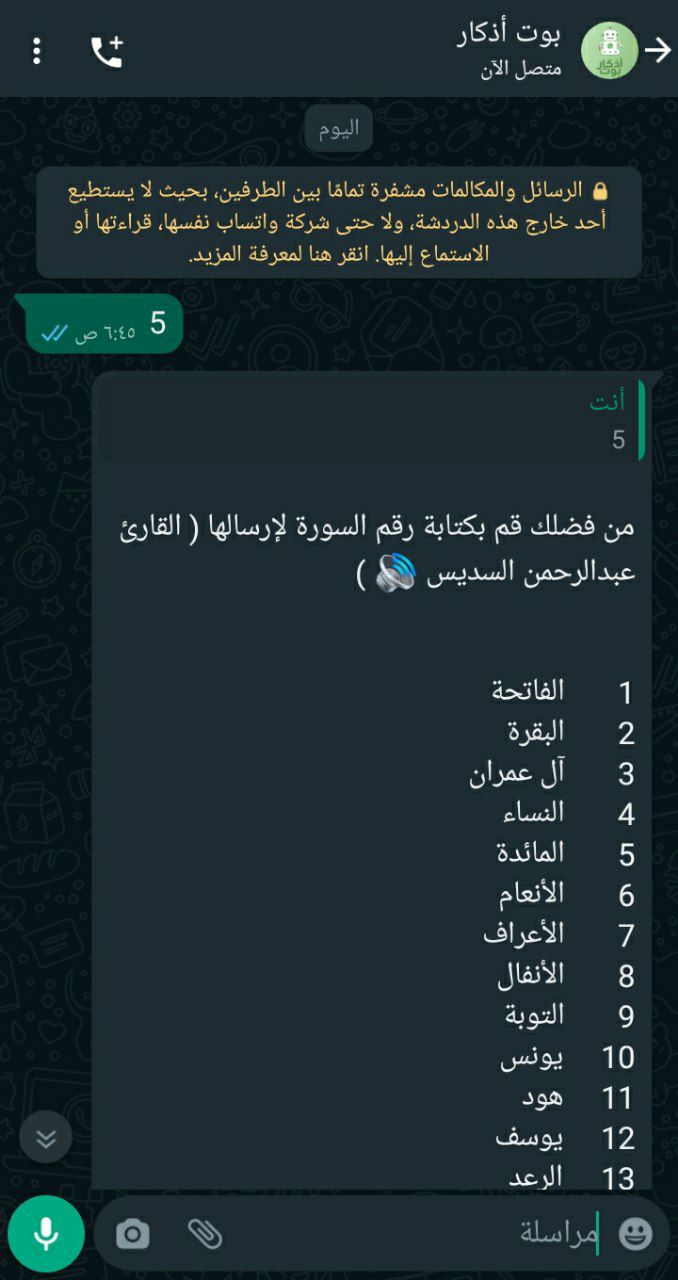 بوت أذكار
متصل الآن
أذكار
بوت
اليوم
الرسائل والمكالمات مشفرة تمامًا بين الطرفين، بحيث لا يستطيع
أحد خارج هذه الدردشة، ولا حتى شركة واتساب نفسها، قراءتها أو
الاستماع إليها. انقر هنا لمعرفة المزيد.
5
٦:٤٥ ص
أنت
5
من فضلك قم بكتابة رقم السورة لإرسالها ( القارئ
عبدالرحمن السديس 🔊 )
1 الفاتحة
2 البقرة
3 آل عمران
4 النساء
5 المائدة
6 الأنعام
7 الأعراف
8 الأنفال
9 التوبة
10 يونس
11 هود
12 يوسف
13 الرعد
مراسلة